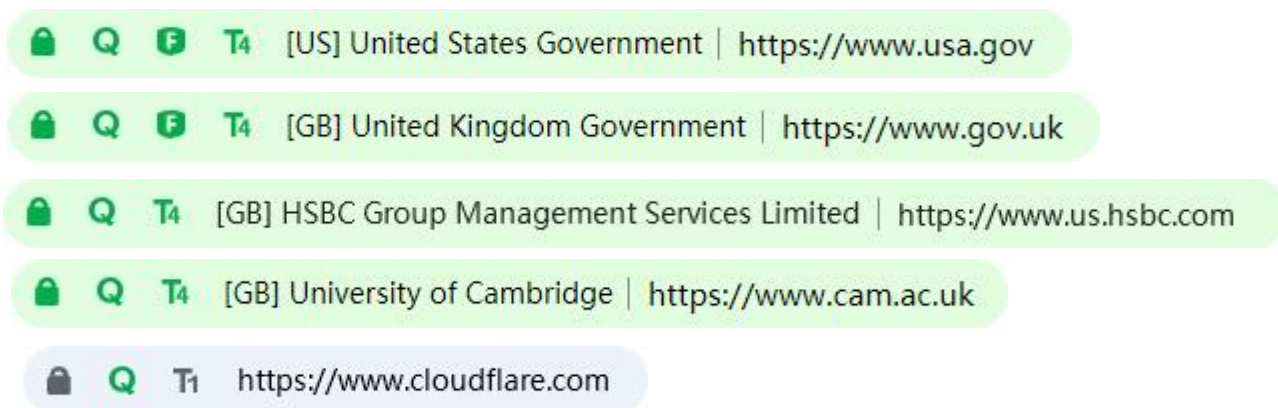 Q F T4 [US] United States Government | https://www.usa.gov
Q F T4 [GB] United Kingdom Government | https://www.gov.uk
Q T4 [GB] HSBC Group Management Services Limited | https://www.us.hsbc.com
Q T4 [GB] University of Cambridge | https://www.cam.ac.uk
Q T1 https://www.cloudflare.com